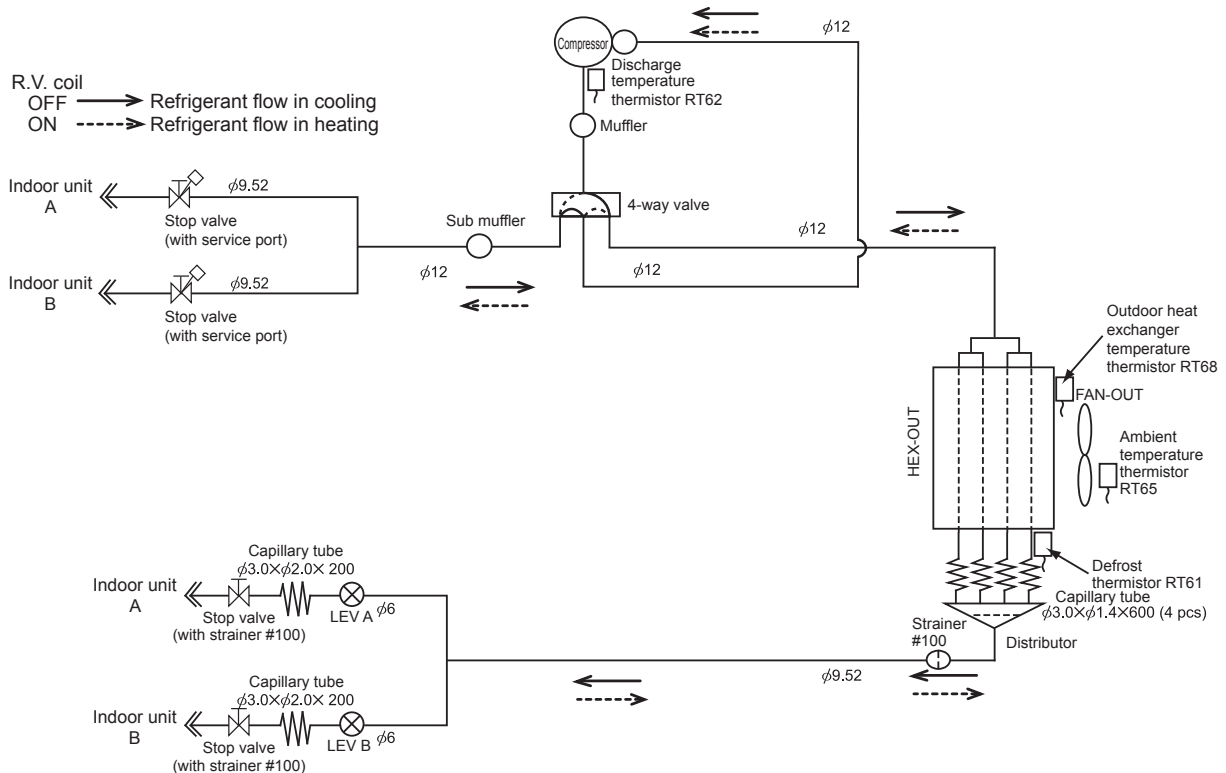 Compressor
ϕ12
Discharge
temperature
thermistor RT62
Muffler
R.V. coil
OFF Refrigerant flow in cooling
ON Refrigerant flow in heating
Indoor unit
A
ϕ9.52
Stop valve
(with service port)
4-way valve
Sub muffler
ϕ12
ϕ12
ϕ12
Indoor unit
B
ϕ9.52
Stop valve
(with service port)
Outdoor heat
exchanger
temperature
thermistor RT68
FAN-OUT
HEX-OUT
Ambient
temperature
thermistor
RT65
Defrost
thermistor RT61
Capillary tube
ϕ3.0×ϕ1.4×600 (4 pcs)
Distributor
Strainer
#100
ϕ9.52
Indoor unit
A
Capillary tube
ϕ3.0×ϕ2.0× 200
LEV A
ϕ6
Stop valve
(with strainer #100)
Indoor unit
B
Capillary tube
ϕ3.0×ϕ2.0× 200
LEV B
ϕ6
Stop valve
(with strainer #100)